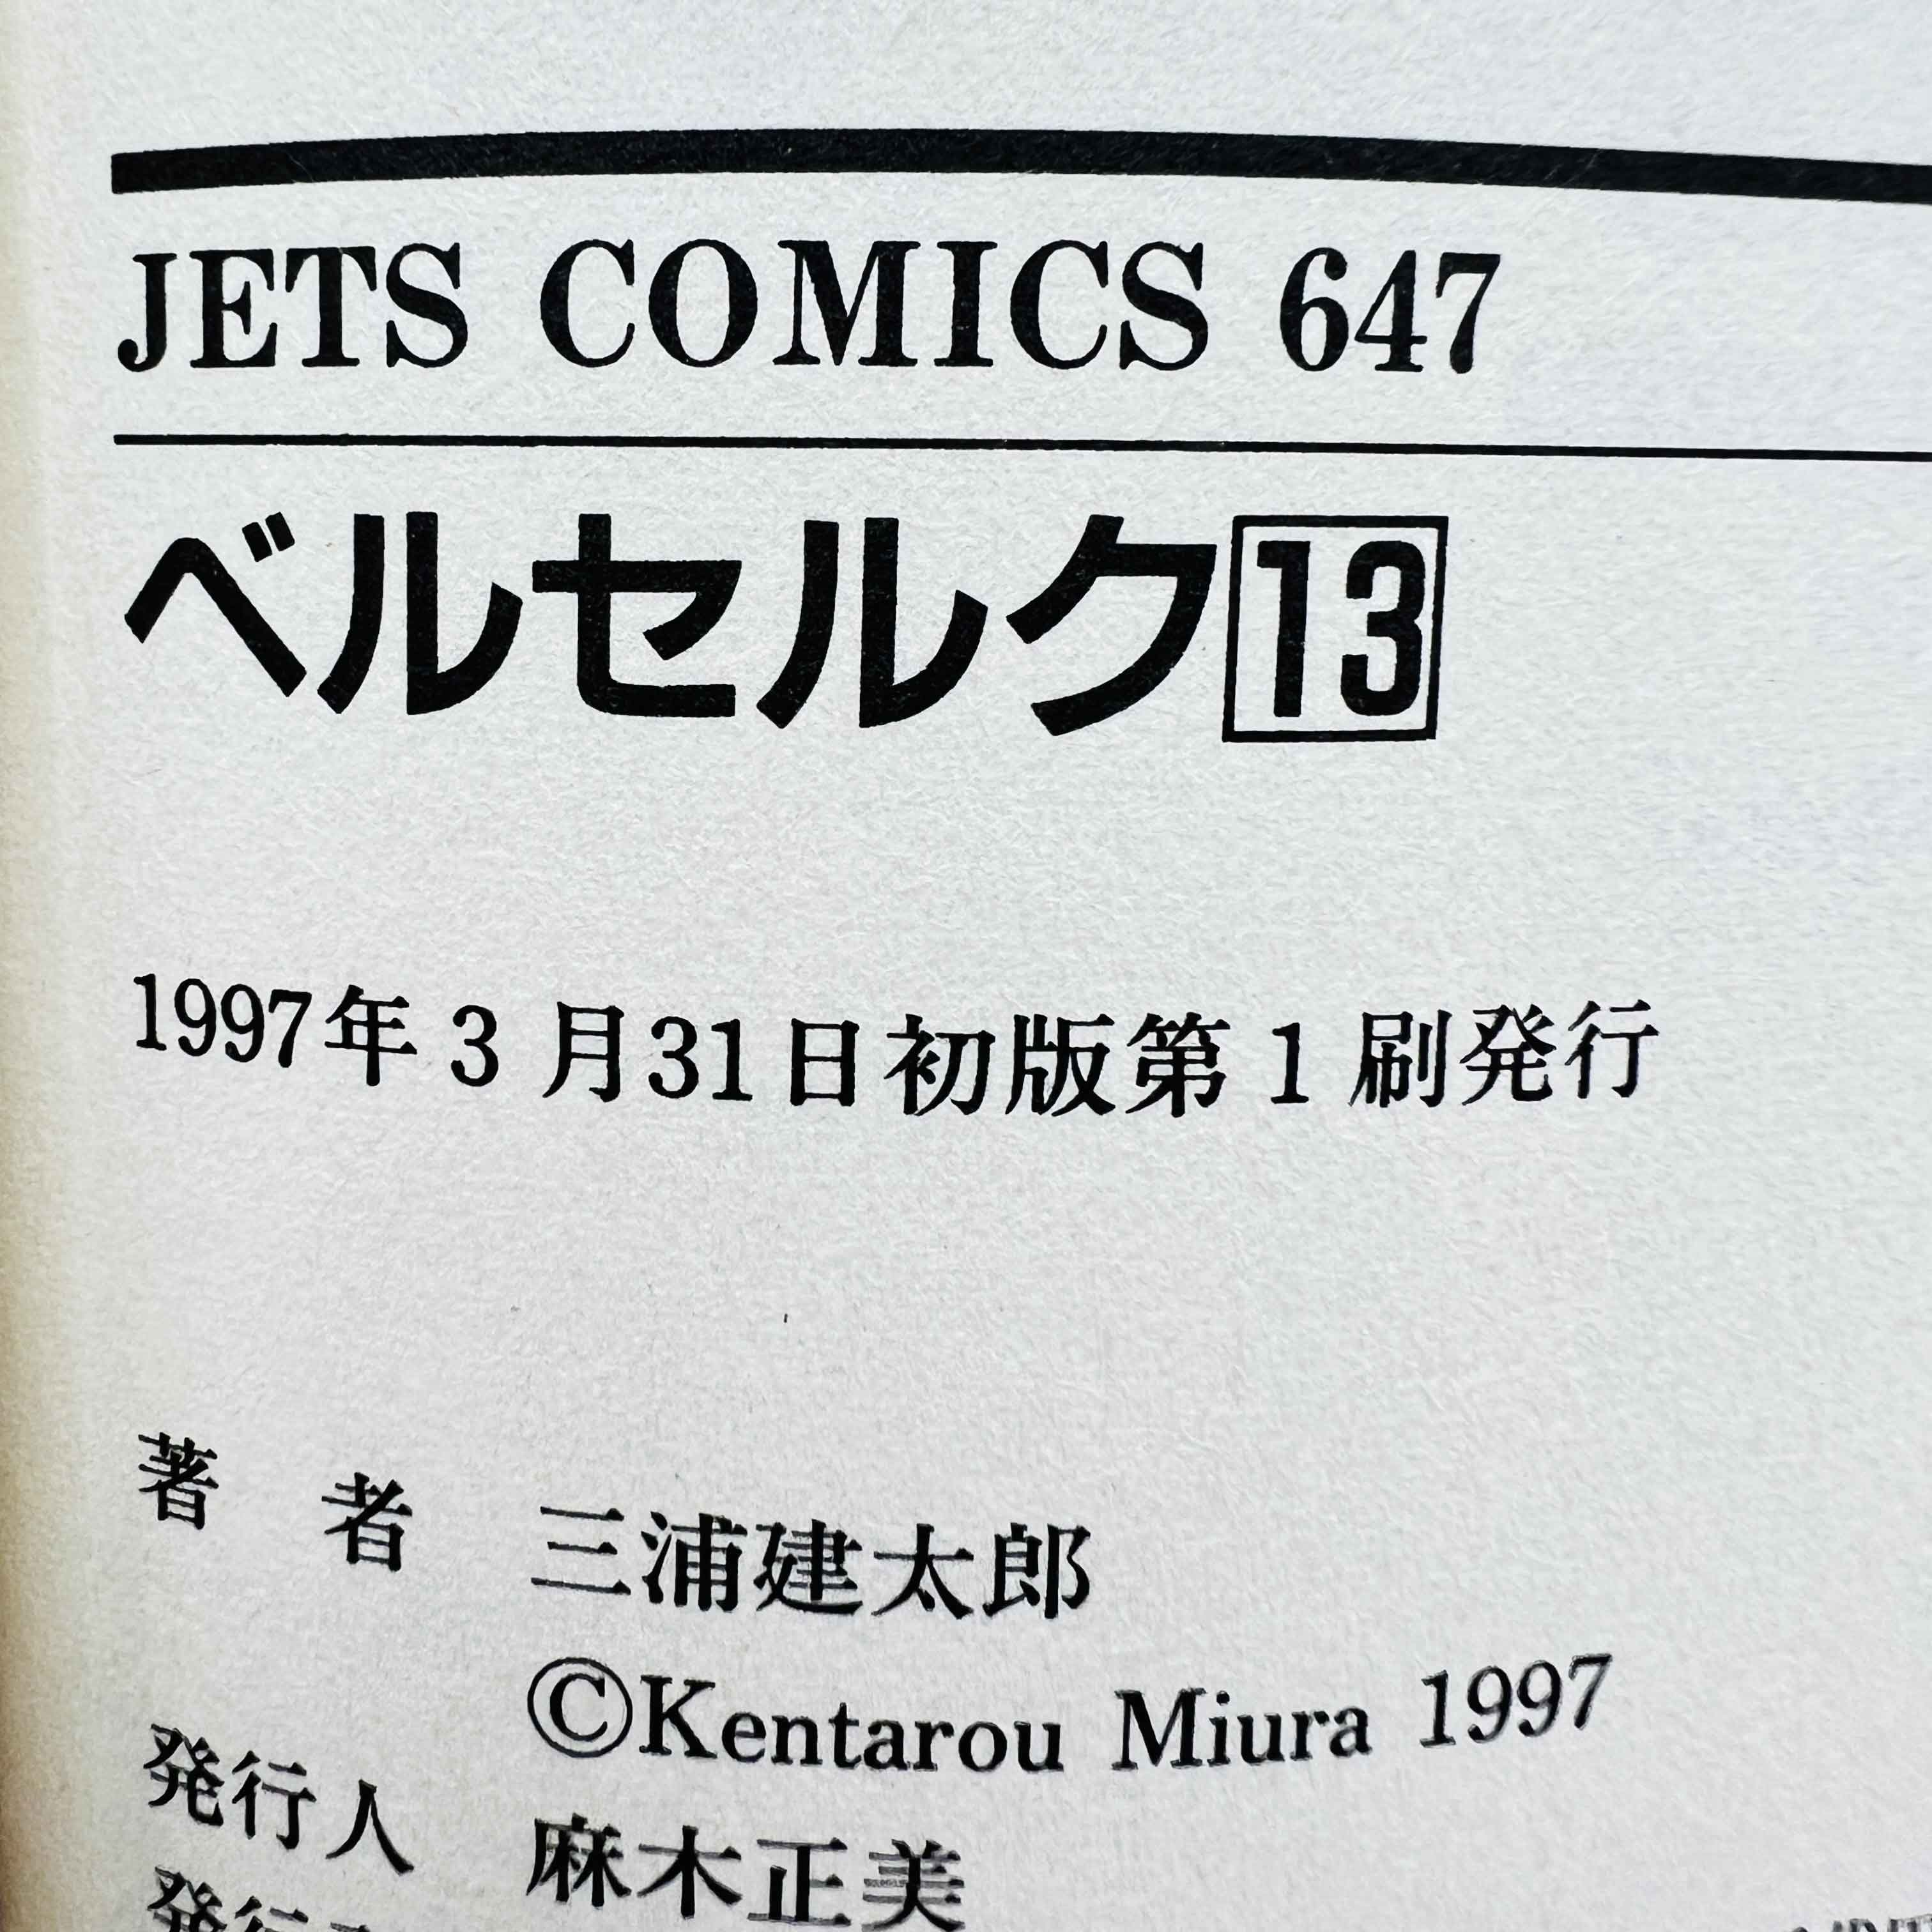 JETS COMICS 647
ベルセルク13
1997年3月31日初版第1刷発行
著 者 三浦建太郎
©Kentarou Miura 1997
発行人 麻木正美
発行